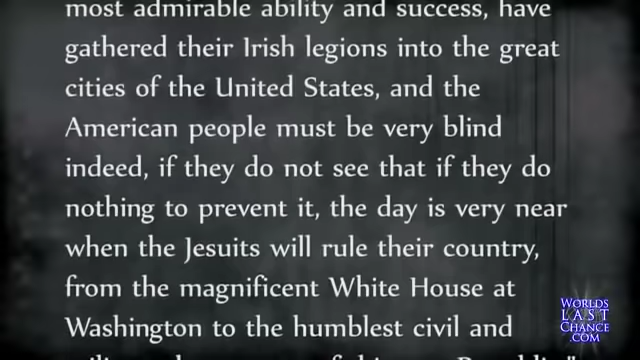 most admirable ability and success, have
gathered their Irish legions into the great
cities of the United States, and the
American people must be very blind
indeed, if they do not see that if they do
nothing to prevent it, the day is very near
when the Jesuits will rule their country,
from the magnificent White House at
Washington to the humblest civil and
WORLDS
LAST
CHANCE
.COM